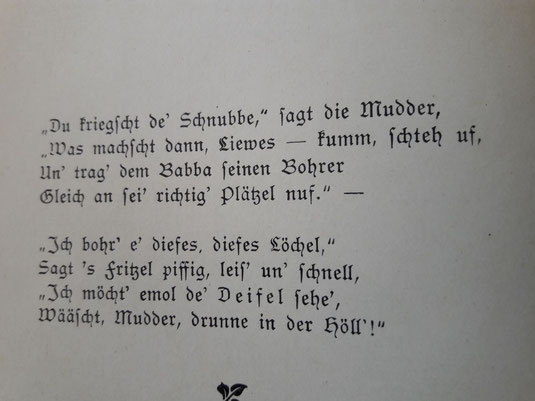 „Du kriegscht de' Schnubbe,“ sagt die Mudder,
„Was machscht dann, Liewes — kumm, schteh uf,
Un' trag' dem Babba seinen Bohrer
Gleich an sei' richtig' Plätzel nuf.“ —
„Ich bohr' e' diefes, diefes Löchel,“
Sagt 's Fritzel piffig, leis' un' schnell,
„Ich möcht' emol de' Deifel sehe',
Wääscht, Mudder, drunne in der Höll'!“